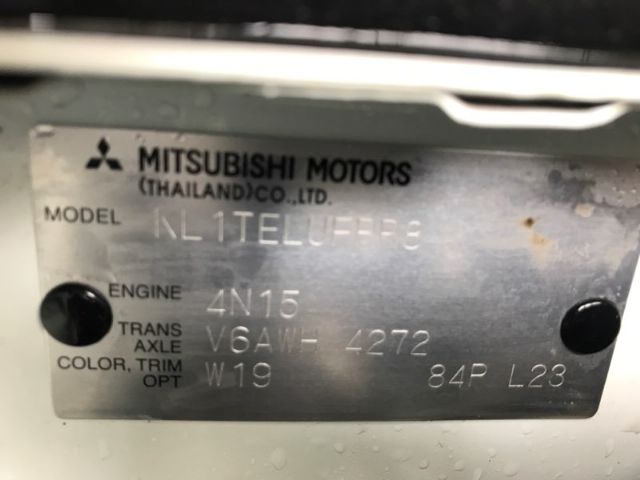 MITSUBISHI MOTORS
(THAILAND)CO.,LTD.
MODEL
ENGINE 4N15
TRANS AXLE V6AWH 4272
COLOR, TRIM OPT W19 84P L23